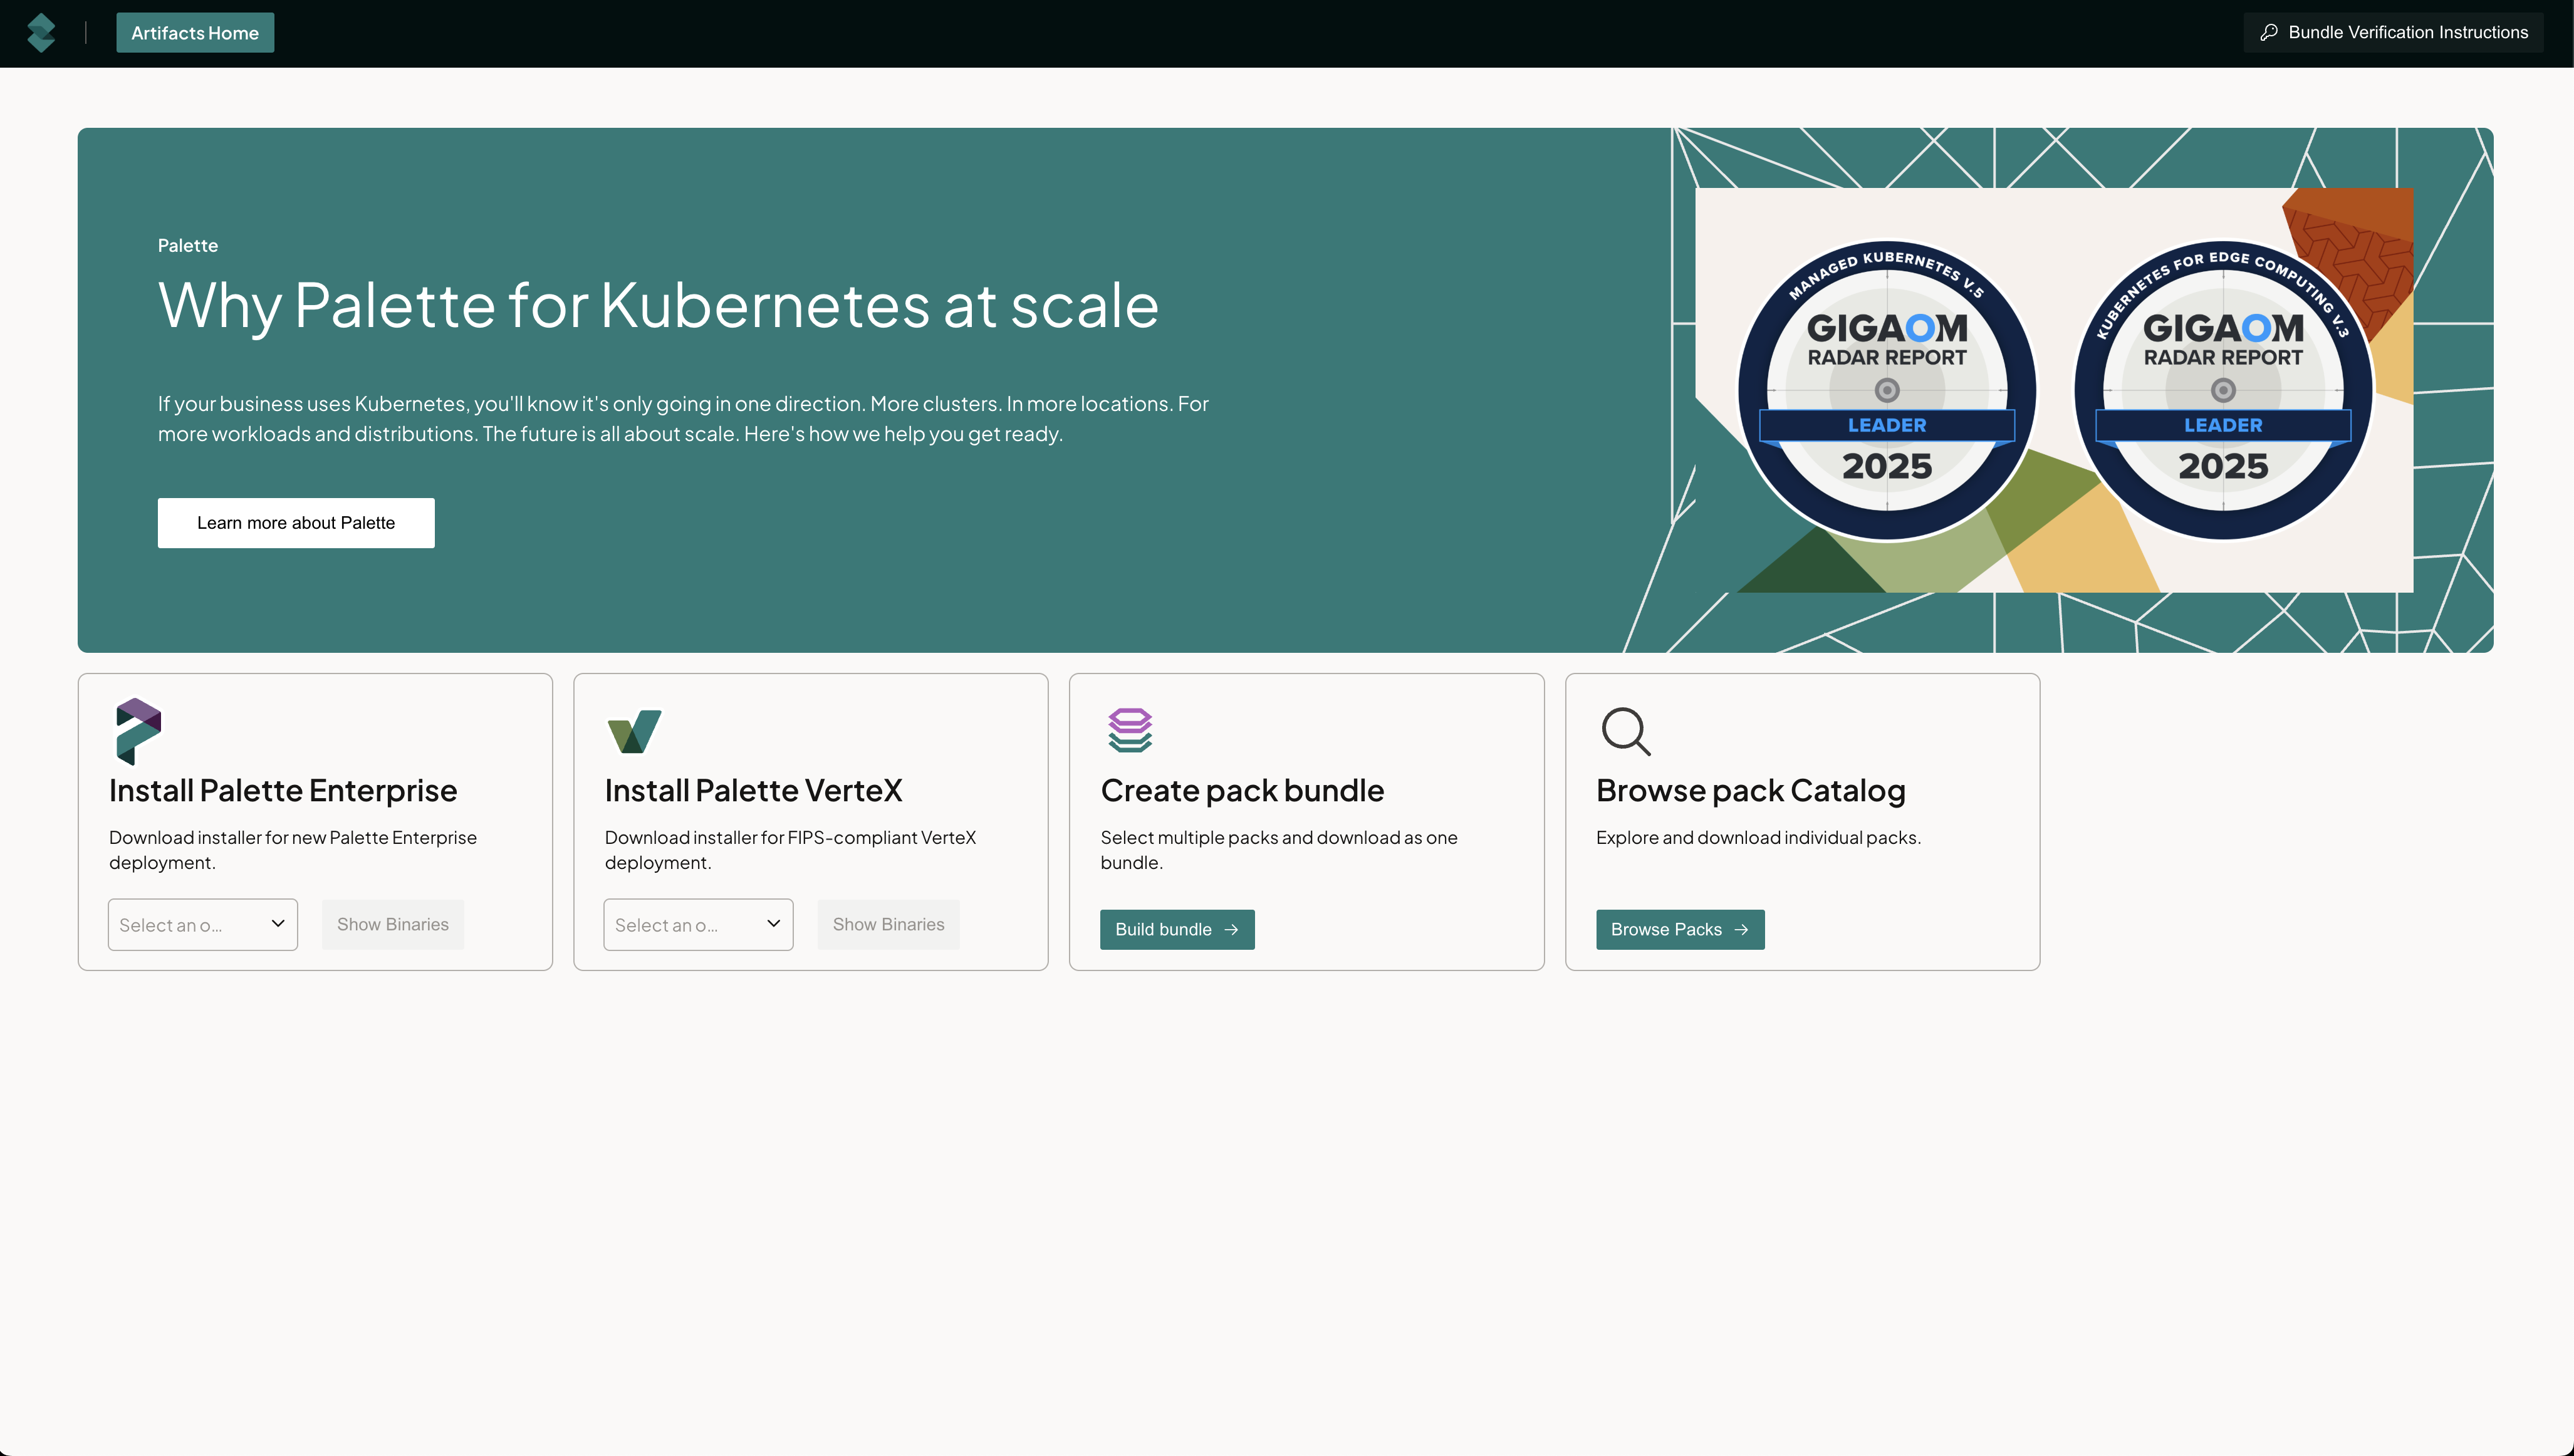 Artifacts Home
Bundle Verification Instructions
Palette
Why Palette for Kubernetes at scale
If your business uses Kubernetes, you'll know it's only going in one direction. More clusters. In more locations. For
more workloads and distributions. The future is all about scale. Here's how we help you get ready.
Learn more about Palette
MANAGED KUBERNETES V.5
GIGAOM
RADAR REPORT
LEADER
2025
KUBERNETES FOR EDGE COMPUTING V.3
GIGAOM
RADAR REPORT
LEADER
2025
Install Palette Enterprise
Download installer for new Palette Enterprise
deployment.
Select an o...
Show Binaries
Install Palette VerteX
Download installer for FIPS-compliant VerteX
deployment.
Select an o...
Show Binaries
Create pack bundle
Select multiple packs and download as one
bundle.
Build bundle
Browse pack Catalog
Explore and download individual packs.
Browse Packs